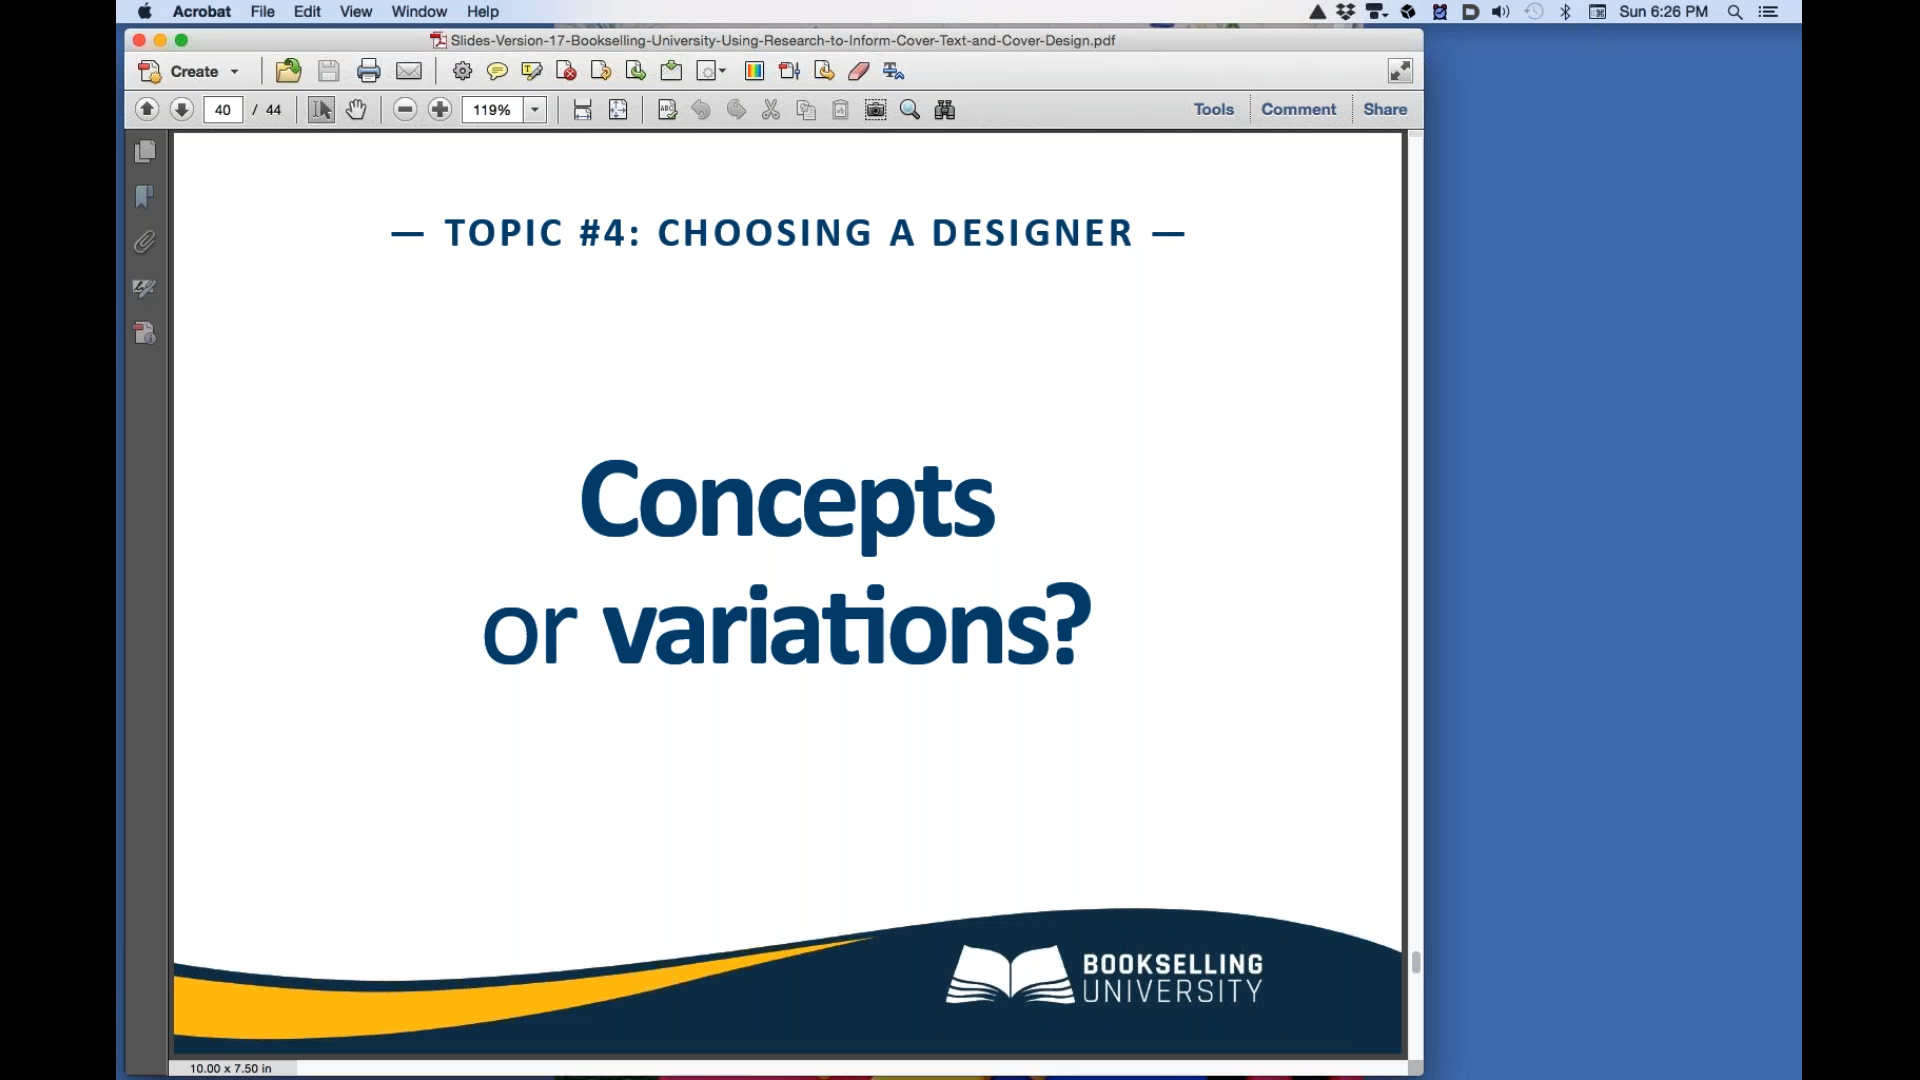 Acrobat File Edit View Window Help Sun 6:26 PM
Slides-Version-17-Bookselling-University-Using-Research-to-Inform-Cover-Text-and-Cover-Design.pdf
Create
40 / 44 119% Tools Comment Share
— TOPIC #4: CHOOSING A DESIGNER —
Concepts
or variations?
BOOKSELLING
UNIVERSITY
10.00 x 7.50 in